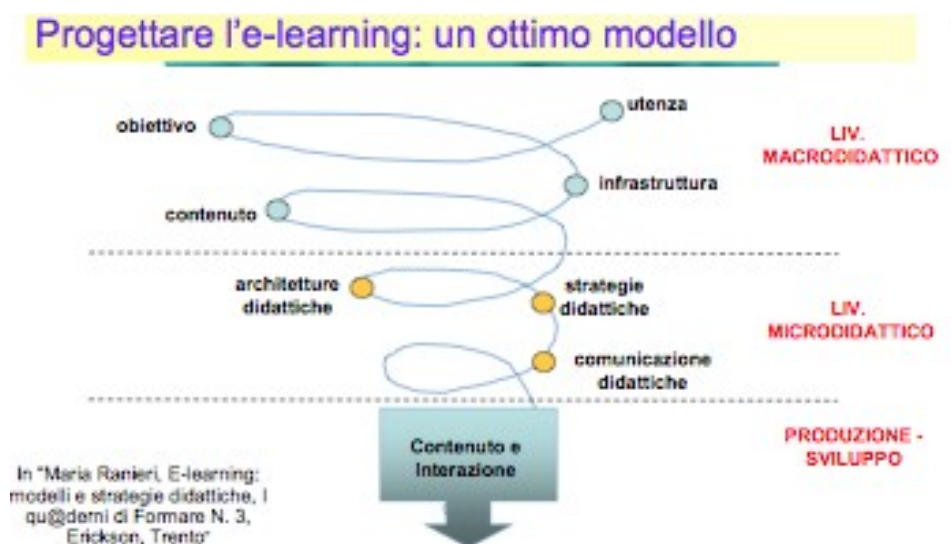 Progettare l'e-learning: un ottimo modello
utenza
obiettivo
LIV.
MACRODIDATTICO
infrastruttura
contenuto
architetture
didattiche
strategie
didattiche
LIV.
MICRODIDATTICO
comunicazione
didattiche
PRODUZIONE -
SVILUPPO
Contenuto e
Interazione
In "Maria Ranieri, E-learning:
modelli e strategie didattiche, I
qu@derni di Formare N. 3,
Erickson, Trento"